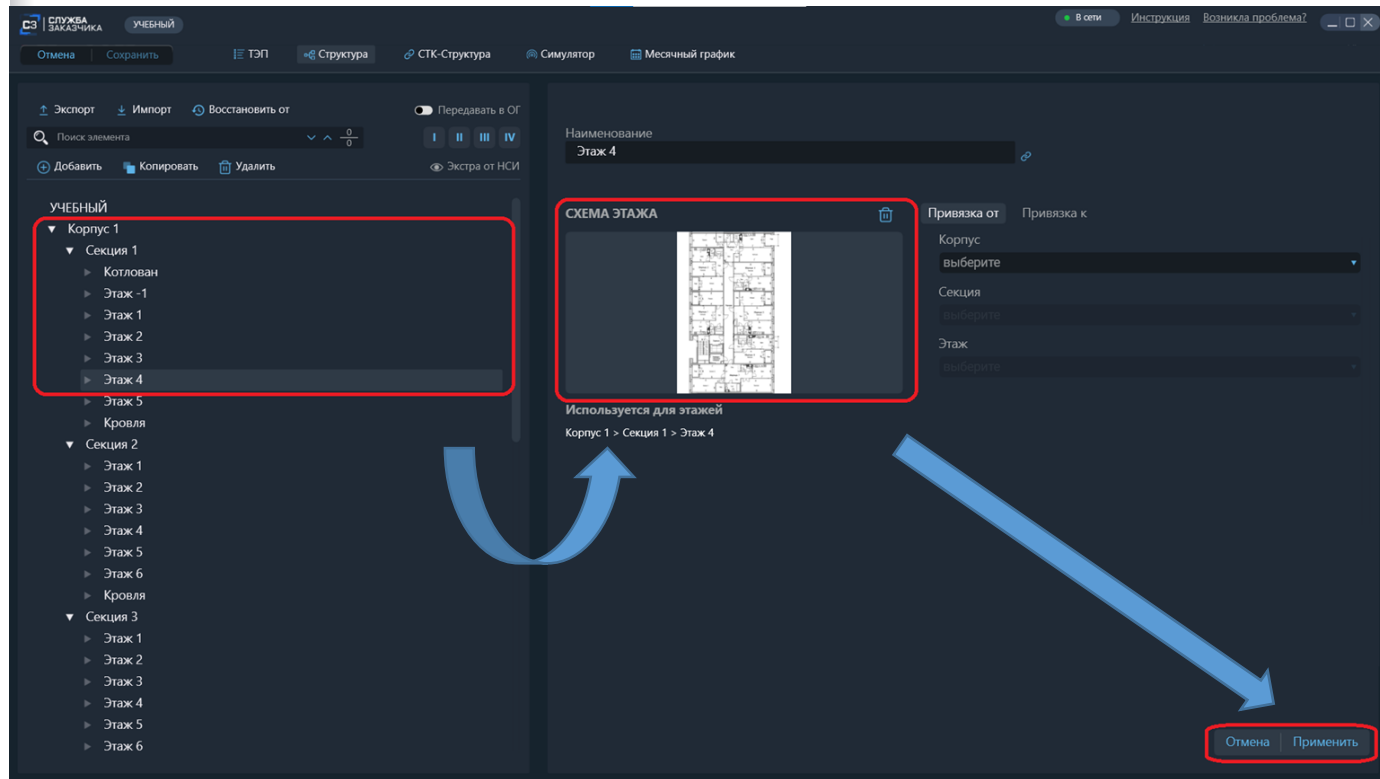 СЗ СЛУЖБА ЗАКАЗЧИКА
УЧЕБНЫЙ
В сети
Инструкция
Возникла проблема?
Отмена
Сохранить
ТЭП
Структура
СТК-Структура
Симулятор
Месячный график
Экспорт
Импорт
Восстановить от
Передавать в ОГ
Поиск элемента
0
0
I
II
III
IV
Добавить
Копировать
Удалить
Экстра от НСИ
УЧЕБНЫЙ
Корпус 1
Секция 1
Котлован
Этаж -1
Этаж 1
Этаж 2
Этаж 3
Этаж 4
Этаж 5
Кровля
Секция 2
Этаж 1
Этаж 2
Этаж 3
Этаж 4
Этаж 5
Этаж 6
Кровля
Секция 3
Этаж 1
Этаж 2
Этаж 3
Этаж 4
Этаж 5
Этаж 6
Наименование
Этаж 4
СХЕМА ЭТАЖА
Используется для этажей
Корпус 1 > Секция 1 > Этаж 4
Привязка от
Привязка к
Корпус
выберите
Секция
выберите
Этаж
выберите
Отмена
Применить